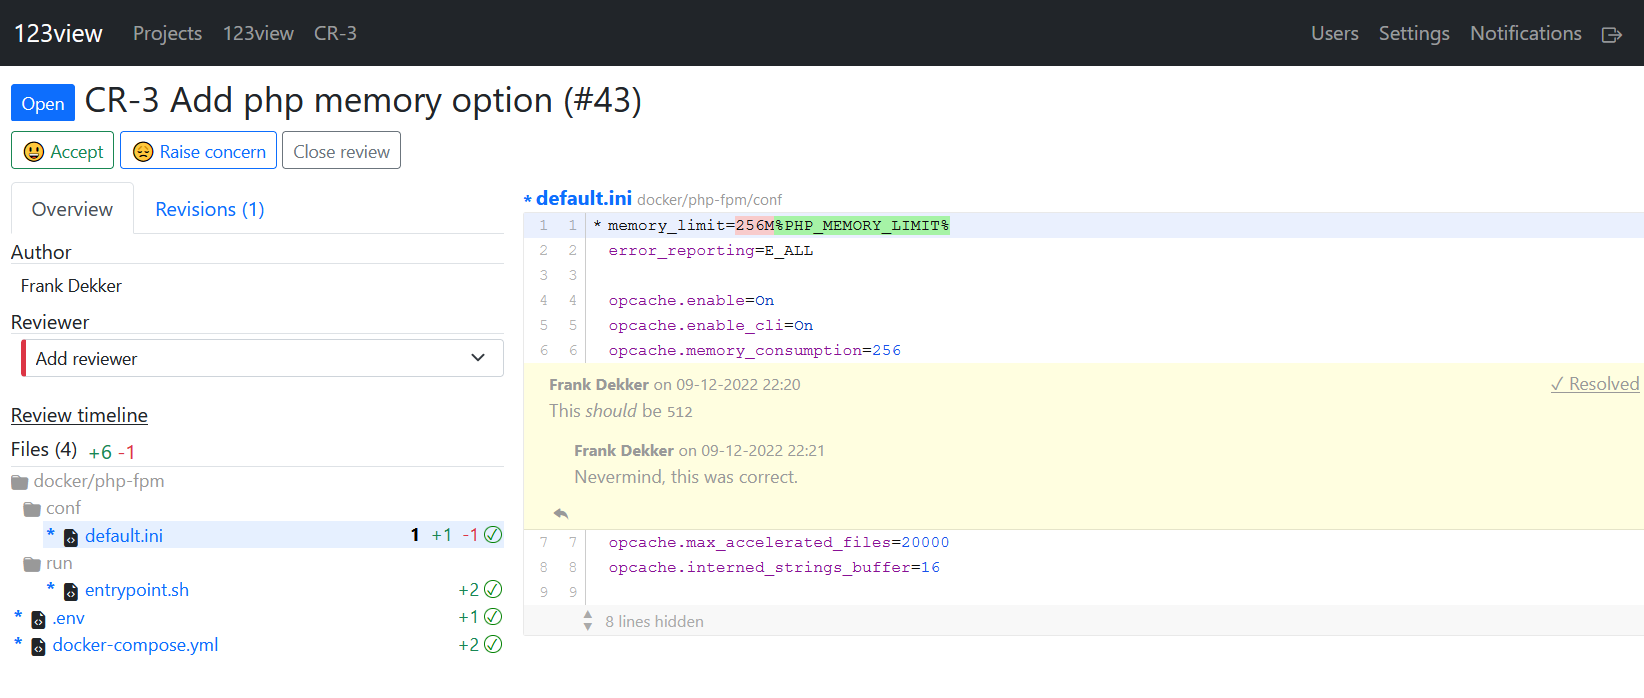 123view Projects 123view CR-3 Users Settings Notifications
Open CR-3 Add php memory option (#43)
Accept Raise concern Close review
Overview Revisions (1)
Author
Frank Dekker
Reviewer
Add reviewer
Review timeline
Files (4) +6 -1
docker/php-fpm
conf
* default.ini 1 +1 -1
run
* entrypoint.sh +2
* .env +1
* docker-compose.yml +2
* default.ini docker/php-fpm/conf
1 1 * memory_limit=256M%PHP_MEMORY_LIMIT%
2 2 error_reporting=E_ALL
3 3
4 4 opcache.enable=On
5 5 opcache.enable_cli=On
6 6 opcache.memory_consumption=256
Frank Dekker on 09-12-2022 22:20 ✓ Resolved
This should be 512
Frank Dekker on 09-12-2022 22:21
Nevermind, this was correct.
7 7 opcache.max_accelerated_files=20000
8 8 opcache.interned_strings_buffer=16
9 9
8 lines hidden